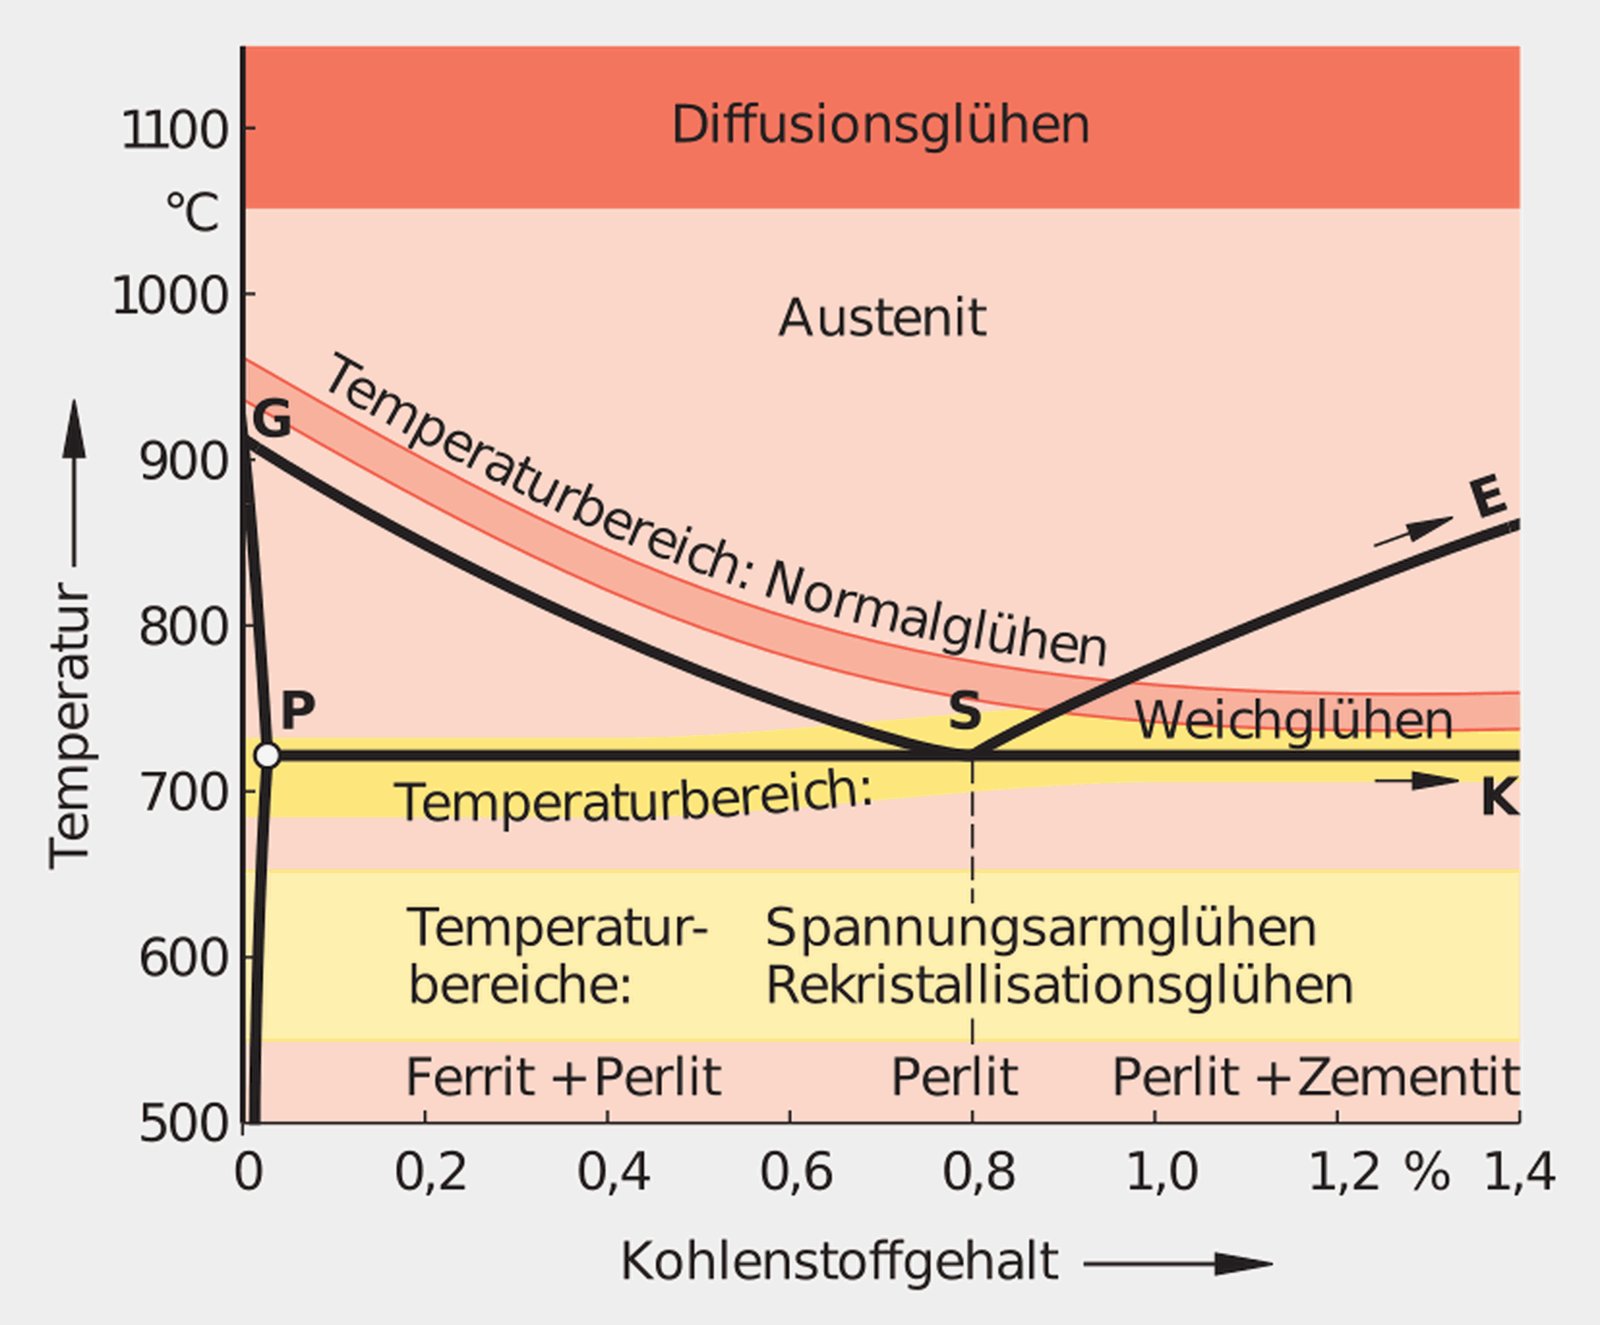 Diffusionsglühen
1100
°C
1000
Austenit
Temperaturbereich: Normalglühen
G
900
E
800
P
S
Weichglühen
700
Temperaturbereich:
K
Temperatur-
bereiche:
Spannungsarmglühen
Rekristallisationsglühen
600
Ferrit + Perlit
Perlit
Perlit + Zementit
500
0 0,2 0,4 0,6 0,8 1,0 1,2 % 1,4
Kohlenstoffgehalt
Temperatur